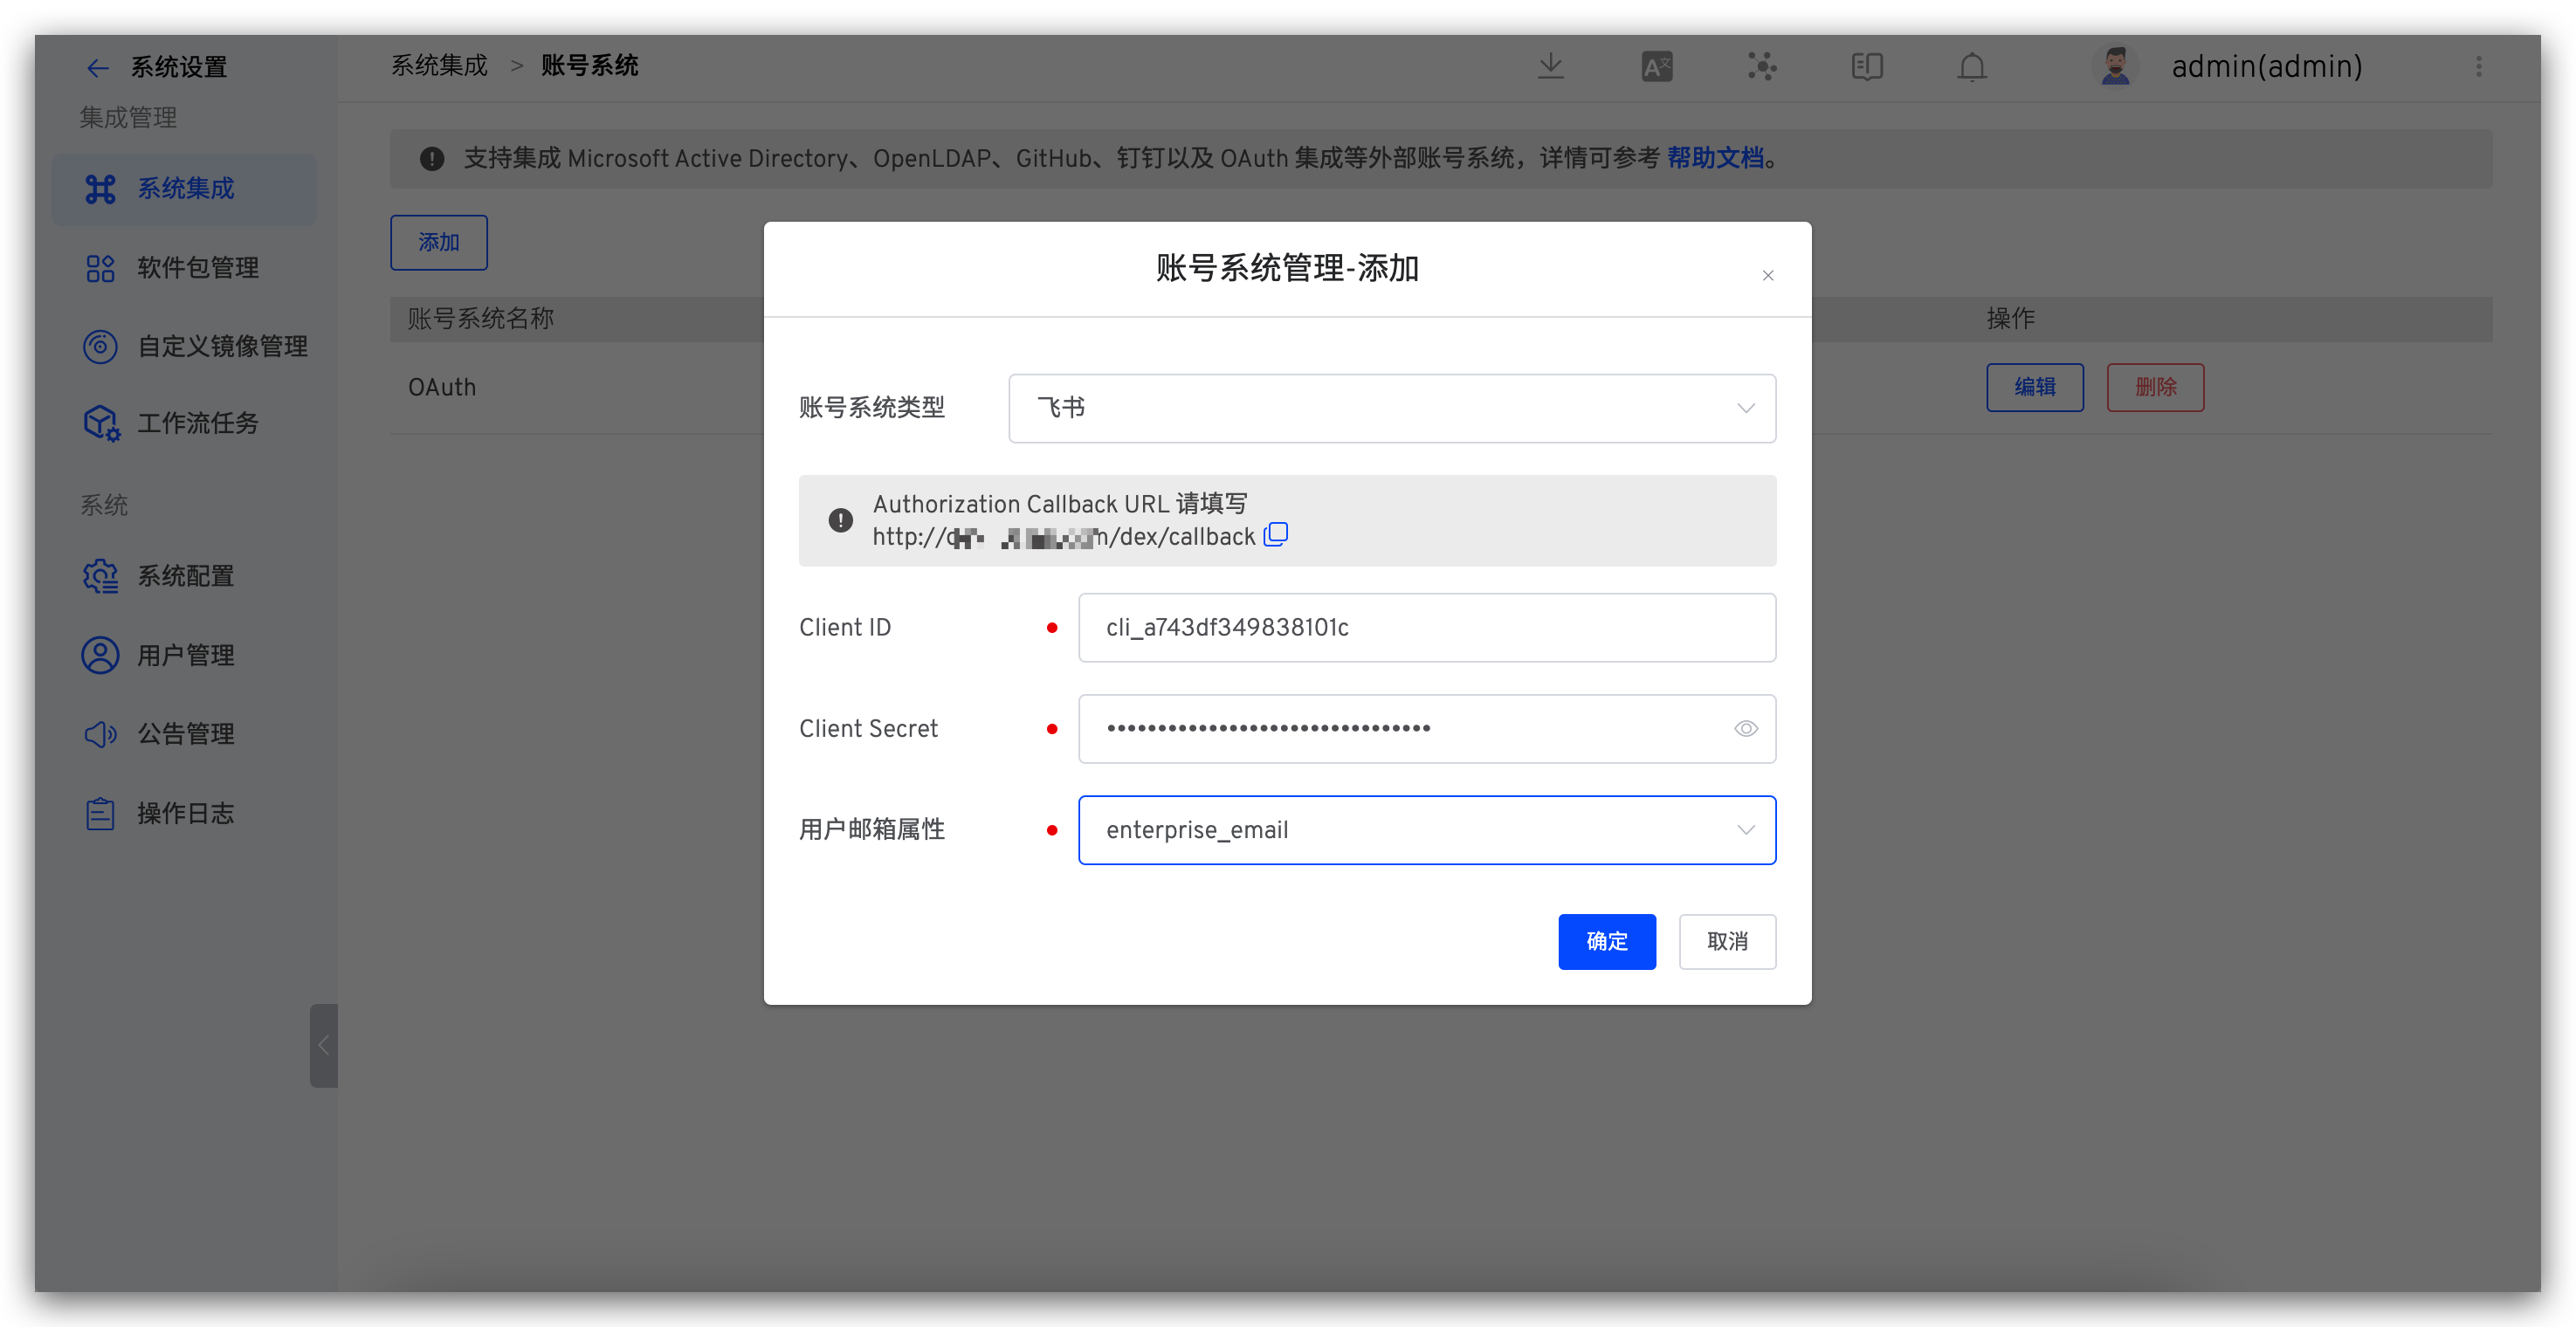 系统设置
集成管理
系统集成
软件包管理
自定义镜像管理
工作流任务
系统
系统配置
用户管理
公告管理
操作日志
系统集成 > 账号系统
admin(admin)
支持集成 Microsoft Active Directory、OpenLDAP、GitHub、钉钉以及 OAuth 集成等外部账号系统，详情可参考 帮助文档。
添加
账号系统名称
操作
OAuth
编辑
删除
账号系统管理-添加
账号系统类型
飞书
Authorization Callback URL 请填写
http:// /dex/callback
Client ID
cli_a743df349838101c
Client Secret
••••••••••••••••••••••••••••••••
用户邮箱属性
enterprise_email
确定
取消